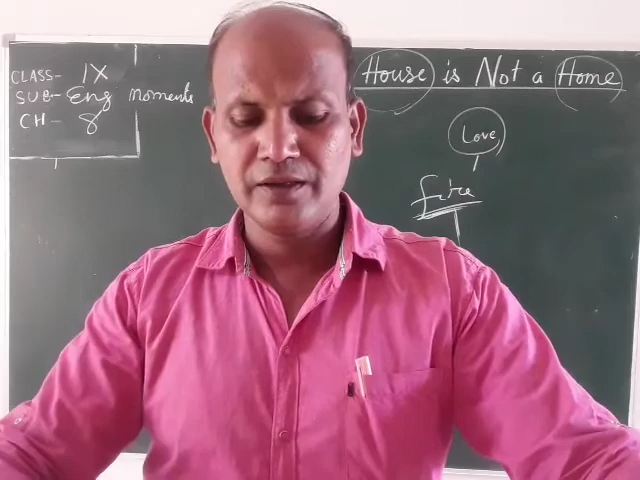 CLASS- IX
SUB- Eng Moments
CH - 8
House is Not a Home
Love
fire